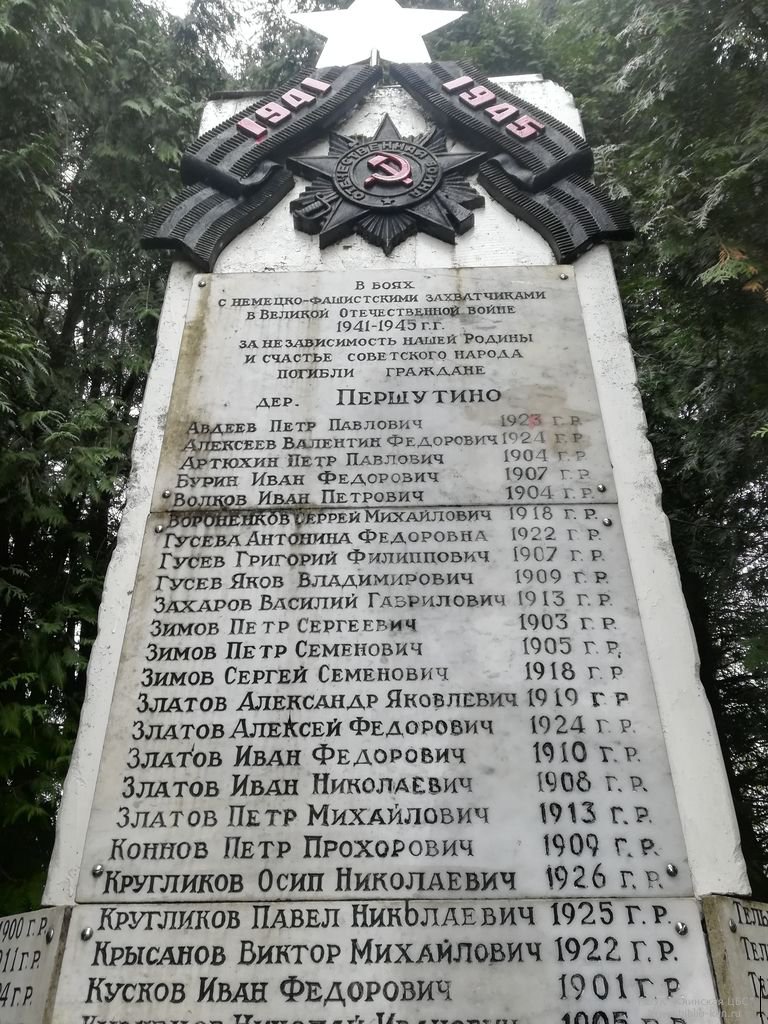 1941
1945
ОТЕЧЕСТВЕННАЯ
В БОЯХ
С НЕМЕЦКО-ФАШИСТСКИМИ ЗАХВАТЧИКАМИ
В ВЕЛИКОЙ ОТЕЧЕСТВЕННОЙ ВОЙНЕ
1941-1945 Г.Г.
ЗА НЕЗАВИСИМОСТЬ НАШЕЙ РОДИНЫ
И СЧАСТЬЕ СОВЕТСКОГО НАРОДА
ПОГИБЛИ ГРАЖДАНЕ
ДЕР. ПЕРШУТИНО
АВДЕЕВ ПЕТР ПАВЛОВИЧ 1923 Г. Р.
АЛЕКСЕЕВ ВАЛЕНТИН ФЕДОРОВИЧ 1924 Г. Р.
АРТЮХИН ПЕТР ПАВЛОВИЧ 1904 Г. Р.
БУРИН ИВАН ФЕДОРОВИЧ 1907 Г. Р.
ВОЛКОВ ИВАН ПЕТРОВИЧ 1904 Г. Р.
ВОРОНЕНКОВ СЕРГЕЙ МИХАЙЛОВИЧ 1918 Г. Р.
ГУСЕВА АНТОНИНА ФЕДОРОВНА 1922 Г. Р.
ГУСЕВ ГРИГОРИЙ ФИЛИППОВИЧ 1907 Г. Р.
ГУСЕВ ЯКОВ ВЛАДИМИРОВИЧ 1909 Г. Р.
ЗАХАРОВ ВАСИЛИЙ ГАВРИЛОВИЧ 1913 Г. Р.
ЗИМОВ ПЕТР СЕРГЕЕВИЧ 1903 Г. Р.
ЗИМОВ ПЕТР СЕМЕНОВИЧ 1905 Г. Р.
ЗИМОВ СЕРГЕЙ СЕМЕНОВИЧ 1918 Г. Р.
ЗЛАТОВ АЛЕКСАНДР ЯКОВЛЕВИЧ 1919 Г. Р
ЗЛАТОВ АЛЕКСЕЙ ФЕДОРОВИЧ 1924 Г. Р.
ЗЛАТОВ ИВАН ФЕДОРОВИЧ 1910 Г. Р.
ЗЛАТОВ ИВАН НИКОЛАЕВИЧ 1908 Г. Р.
ЗЛАТОВ ПЕТР МИХАЙЛОВИЧ 1913 Г. Р.
КОННОВ ПЕТР ПРОХОРОВИЧ 1909 Г. Р.
КРУГЛИКОВ ОСИП НИКОЛАЕВИЧ 1926 Г. Р.
КРУГЛИКОВ ПАВЕЛ НИКОЛАЕВИЧ 1925 Г. Р.
КРЫСАНОВ ВИКТОР МИХАЙЛОВИЧ 1922 Г. Р.
КУСКОВ ИВАН ФЕДОРОВИЧ 1901 Г. Р.
НИКОЛАЙ ИВАНОВИЧ 1905 Г. Р.
1900 Г. Р.